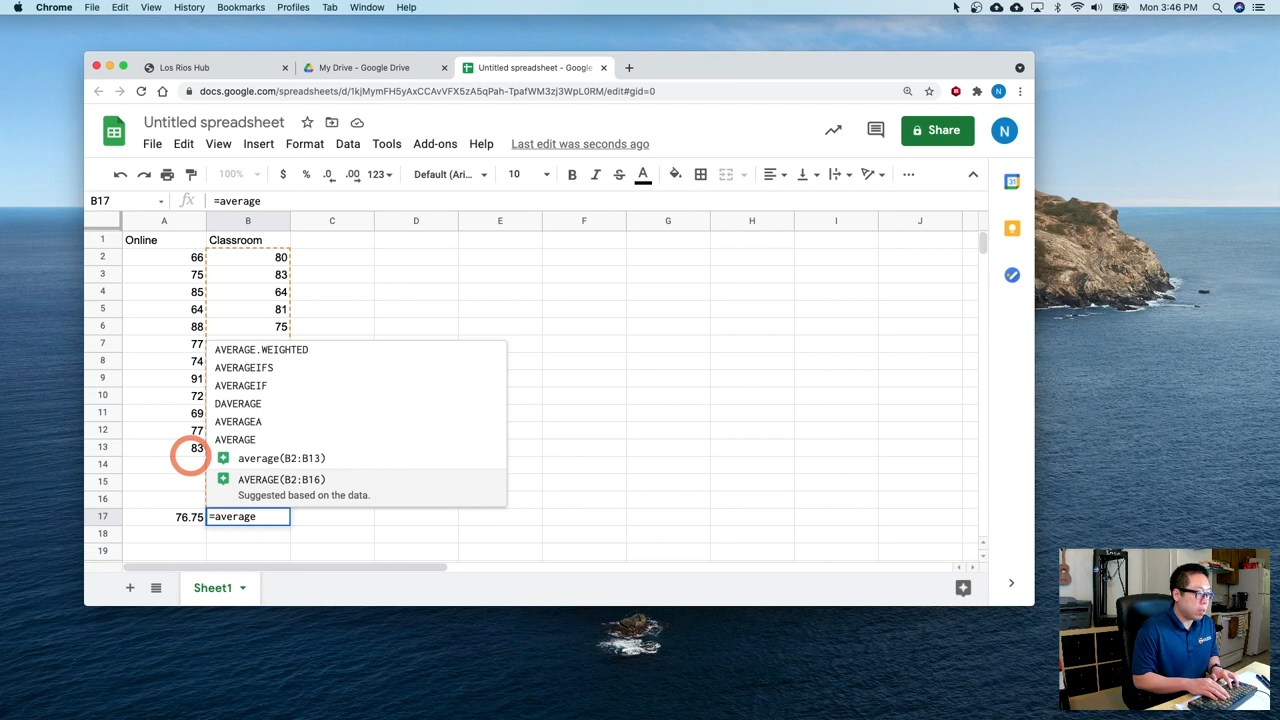 Chrome File Edit View History Bookmarks Profiles Tab Window Help Mon 3:46 PM
Los Rios Hub My Drive - Google Drive Untitled spreadsheet - Google
docs.google.com/spreadsheets/d/1kjMymFH5yAxCCAvVFX5zA5qPah-TpafWM3zj3WpL0RM/edit#gid=0
Untitled spreadsheet
File Edit View Insert Format Data Tools Add-ons Help Last edit was seconds ago
Share N
100% $ % .0 .00 123 Default (Ari... 10 B I S A
B17 fx =average
A B C D E F G H I J
1 Online Classroom
2 66 80
3 75 83
4 85 64
5 64 81
6 88 75
7 77
8 74
9 91
10 72
11 69
12 77
13 83
14
15
16
AVERAGE.WEIGHTED
AVERAGEIFS
AVERAGEIF
DAVERAGE
AVERAGEA
AVERAGE
average(B2:B13)
AVERAGE(B2:B16)
Suggested based on the data.
17 76.75 =average
18
19
Sheet1